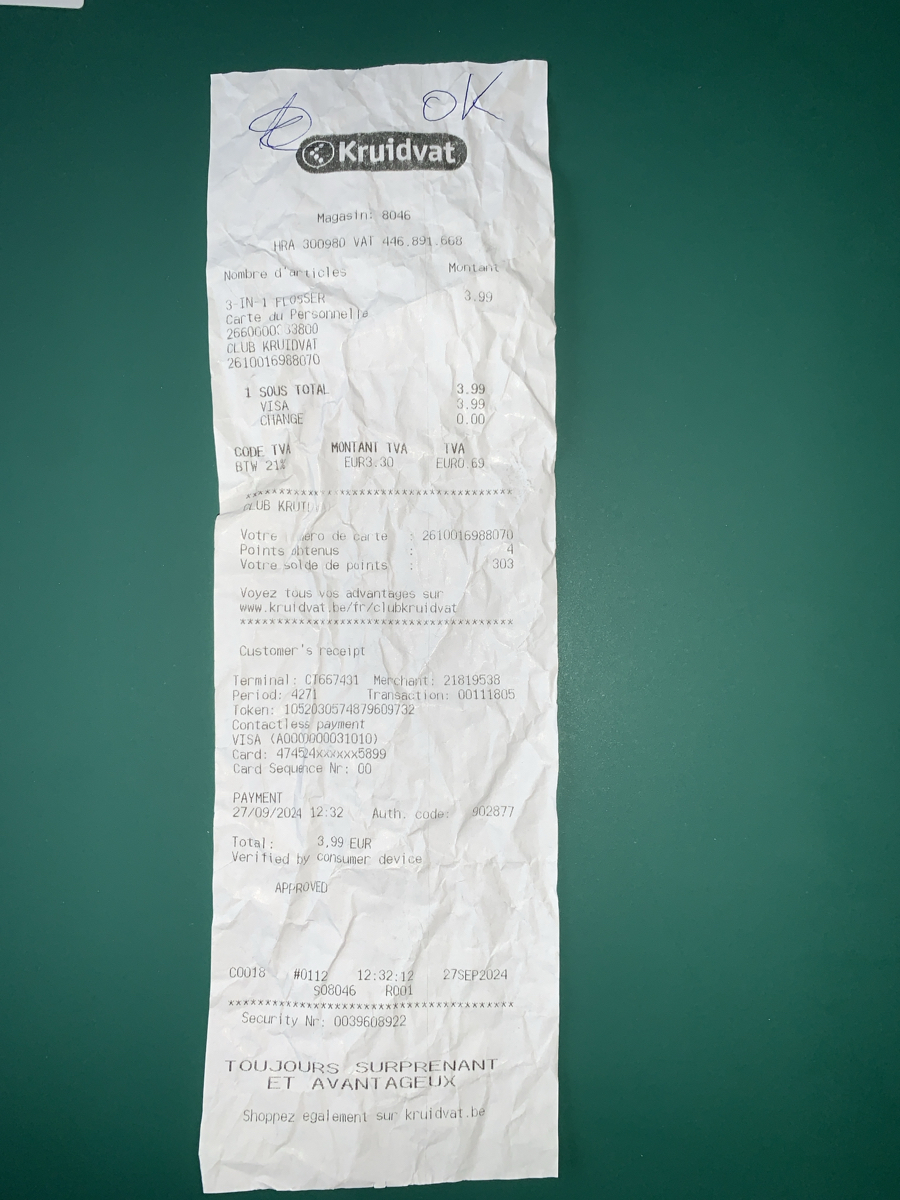 OK
Kruidvat
Magasin: 8046
HRA 300980 VAT 446.891.668
Nombre d'articles Montant
3-IN-1 FLOSSER 3.99
Carte du Personnelle
CLUB KRUIDVAT
2610016988070
1 SOUS TOTAL 3.99
VISA 3.99
CHANGE 0.00
CODE TVA MONTANT TVA TVA
BTW 21% EUR3.30 EUR0.69
****************************************
CLUB
Votre de carte : 2610016988070
Points obtenus : 4
Votre solde de points : 303
Voyez tous vos advantages sur
www.kruidvat.be/fr/clubkruidvat
****************************************
Customer's receipt
Terminal: CT667431 Merchant: 21819538
Period: 4271 Transaction: 00111805
Token: 1052030574879609732
Contactless payment
VISA (A0000000031010)
Card: 474524xxxxxx5899
Card Sequence Nr: 00
PAYMENT
27/09/2024 12:32 Auth. code: 902877
Total: 3,99 EUR
Verified by consumer device
APPROVED
C0018 #0112 12:32:12 27SEP2024
S08046 R001
****************************************
Security Nr: 0039608922
TOUJOURS SURPRENANT
ET AVANTAGEUX
Shoppez egalement sur kruidvat.be